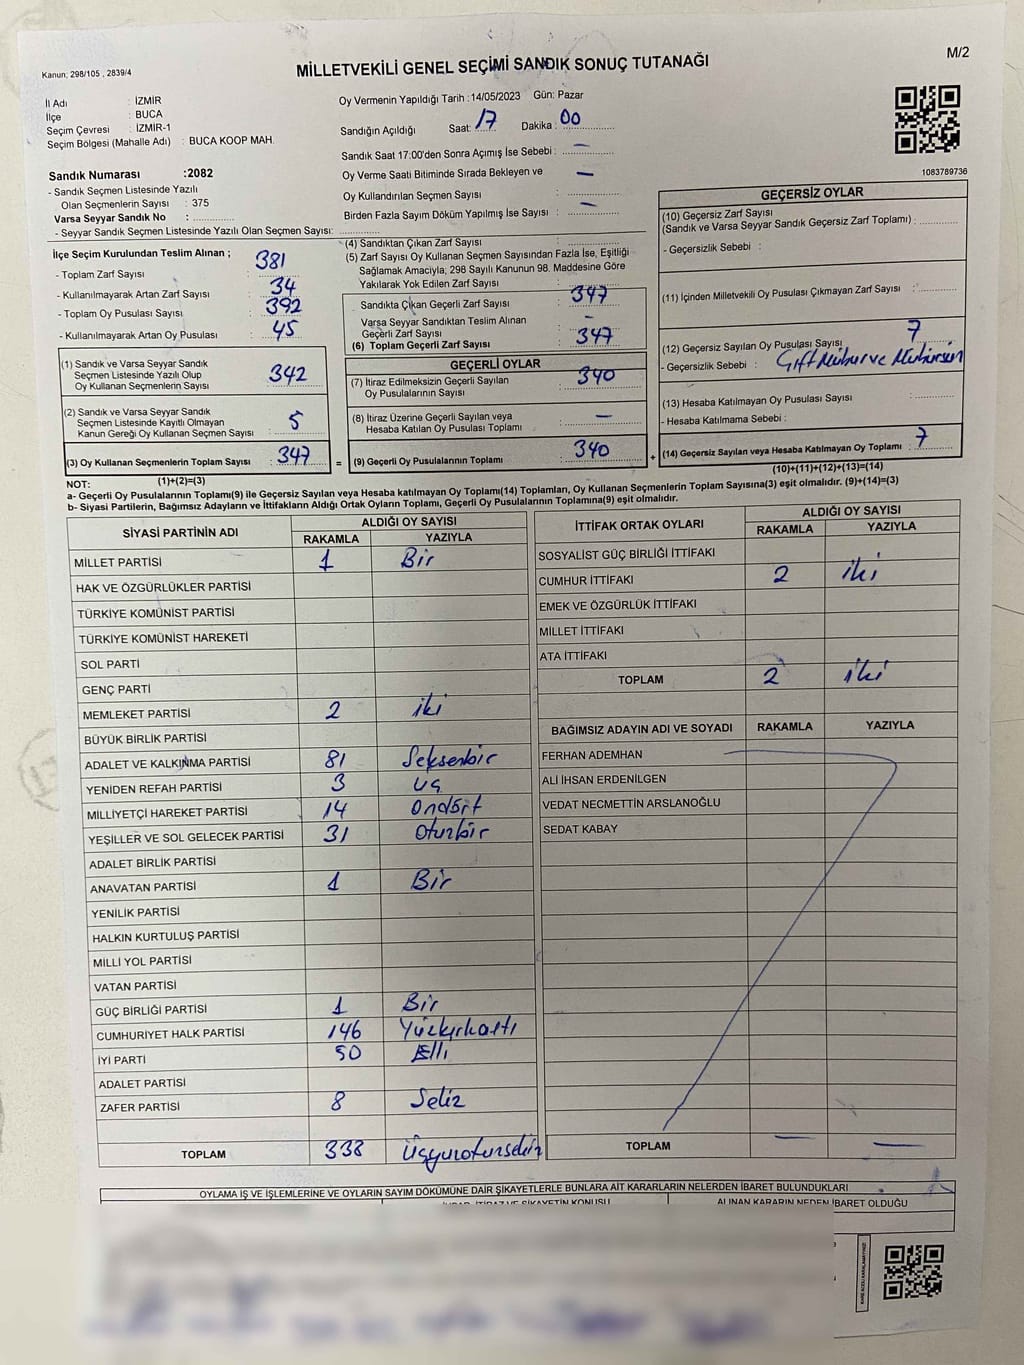 Kanun; 298/105 , 2839/4
MİLLETVEKİLİ GENEL SEÇİMİ SANDIK SONUÇ TUTANAĞI
M/2
İl Adı : İZMİR
İlçe : BUCA
Seçim Çevresi : İZMİR-1
Seçim Bölgesi (Mahalle Adı) : BUCA KOOP MAH.
Oy Vermenin Yapıldığı Tarih : 14/05/2023 Gün: Pazar
Sandığın Açıldığı Saat: 17 Dakika : 00
Sandık Saat 17:00'den Sonra Açımış İse Sebebi : —
Oy Verme Saati Bitiminde Sırada Bekleyen ve —
Oy Kullandırılan Seçmen Sayısı :
Birden Fazla Sayım Döküm Yapılmış İse Sayısı : —
1083789736
Sandık Numarası :2082
- Sandık Seçmen Listesinde Yazılı
Olan Seçmenlerin Sayısı : 375
Varsa Seyyar Sandık No :
- Seyyar Sandık Seçmen Listesinde Yazılı Olan Seçmen Sayısı:
İlçe Seçim Kurulundan Teslim Alınan ;
- Toplam Zarf Sayısı : 381
- Kullanılmayarak Artan Zarf Sayısı : 34
- Toplam Oy Pusulası Sayısı : 392
- Kullanılmayarak Artan Oy Pusulası : 45
(1) Sandık ve Varsa Seyyar Sandık
Seçmen Listesinde Yazılı Olup
Oy Kullanan Seçmenlerin Sayısı : 342
(2) Sandık ve Varsa Seyyar Sandık
Seçmen Listesinde Kayıtlı Olmayan
Kanun Gereği Oy Kullanan Seçmen Sayısı : 5
(3) Oy Kullanan Seçmenlerin Toplam Sayısı : 347
(1)+(2)=(3)
(4) Sandıktan Çıkan Zarf Sayısı :
(5) Zarf Sayısı Oy Kullanan Seçmen Sayısından Fazla İse, Eşitliği
Sağlamak Amacıyla; 298 Sayılı Kanunun 98. Maddesine Göre
Yakılarak Yok Edilen Zarf Sayısı :
Sandıkta Çıkan Geçerli Zarf Sayısı : 347
Varsa Seyyar Sandıktan Teslim Alınan
Geçerli Zarf Sayısı : -
(6) Toplam Geçerli Zarf Sayısı : 347
GEÇERLİ OYLAR
(7) İtiraz Edilmeksizin Geçerli Sayılan
Oy Pusulalarının Sayısı : 340
(8) İtiraz Üzerine Geçerli Sayılan veya
Hesaba Katılan Oy Pusulası Toplamı : —
= (9) Geçerli Oy Pusulalarının Toplamı : 340
GEÇERSİZ OYLAR
(10) Geçersiz Zarf Sayısı
(Sandık ve Varsa Seyyar Sandık Geçersiz Zarf Toplamı) :
- Geçersizlik Sebebi :
(11) İçinden Milletvekili Oy Pusulası Çıkmayan Zarf Sayısı :
(12) Geçersiz Sayılan Oy Pusulası Sayısı : 7
- Geçersizlik Sebebi : Çift Mühür ve Mühürsüz
(13) Hesaba Katılmayan Oy Pusulası Sayısı :
- Hesaba Katılmama Sebebi :
+ (14) Geçersiz Sayılan veya Hesaba Katılmayan Oy Toplamı : 7
(10)+(11)+(12)+(13)=(14)
NOT:
a- Geçerli Oy Pusulalarının Toplamı(9) ile Geçersiz Sayılan veya Hesaba katılmayan Oy Toplamı(14) Toplamları, Oy Kullanan Seçmenlerin Toplam Sayısına(3) eşit olmalıdır. (9)+(14)=(3)
b- Siyasi Partilerin, Bağımsız Adayların ve İttifakların Aldığı Ortak Oyların Toplamı, Geçerli Oy Pusulalarının Toplamına(9) eşit olmalıdır.
SİYASİ PARTİNİN ADI ALDIĞI OY SAYISI
RAKAMLA YAZIYLA
MİLLET PARTİSİ 1 Bir
HAK VE ÖZGÜRLÜKLER PARTİSİ
TÜRKİYE KOMÜNİST PARTİSİ
TÜRKİYE KOMÜNİST HAREKETİ
SOL PARTİ
GENÇ PARTİ
MEMLEKET PARTİSİ 2 iki
BÜYÜK BİRLİK PARTİSİ
ADALET VE KALKINMA PARTİSİ 81 Seksenbir
YENİDEN REFAH PARTİSİ 3 Uç
MİLLİYETÇİ HAREKET PARTİSİ 14 Ondört
YEŞİLLER VE SOL GELECEK PARTİSİ 31 Otuzbir
ADALET BİRLİK PARTİSİ
ANAVATAN PARTİSİ 1 Bir
YENİLİK PARTİSİ
HALKIN KURTULUŞ PARTİSİ
MİLLİ YOL PARTİSİ
VATAN PARTİSİ
GÜÇ BİRLİĞİ PARTİSİ 1 Bir
CUMHURİYET HALK PARTİSİ 146 Yüzkırkaltı
İYİ PARTİ 50 Elli
ADALET PARTİSİ
ZAFER PARTİSİ 8 Sekiz
TOPLAM 338 Üçyüzotuzsekiz
İTTİFAK ORTAK OYLARI ALDIĞI OY SAYISI
RAKAMLA YAZIYLA
SOSYALİST GÜÇ BİRLİĞİ İTTİFAKI
CUMHUR İTTİFAKI 2 iki
EMEK VE ÖZGÜRLÜK İTTİFAKI
MİLLET İTTİFAKI
ATA İTTİFAKI
TOPLAM 2 iki
BAĞIMSIZ ADAYIN ADI VE SOYADI RAKAMLA YAZIYLA
FERHAN ADEMHAN
ALİ İHSAN ERDENİLGEN
VEDAT NECMETTİN ARSLANOĞLU
SEDAT KABAY
TOPLAM — —
OYLAMA İŞ VE İŞLEMLERİNE VE OYLARIN SAYIM DÖKÜMÜNE DAİR ŞİKAYETLERLE BUNLARA AİT KARARLARIN NELERDEN İBARET BULUNDUKLARI
İTİRAZ VE ŞİKAYETİN KONUSU ALINAN KARARIN NEDEN İBARET OLDUĞU